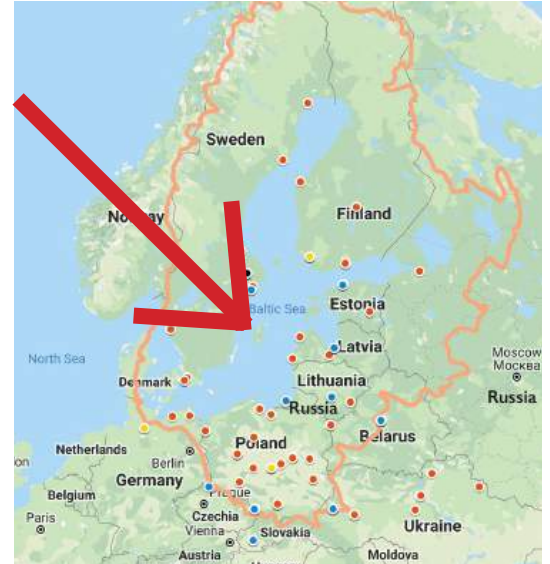 Sweden
Finland
Baltic Sea
Estonia
Latvia
Moscow
Москва
North Sea
Denmark
Lithuania
Russia
Russia
Belarus
Poland
Netherlands
Berlin
Germany
Belgium
Prague
Paris
Czechia
Ukraine
Vienna
Slovakia
Austria
Moldova